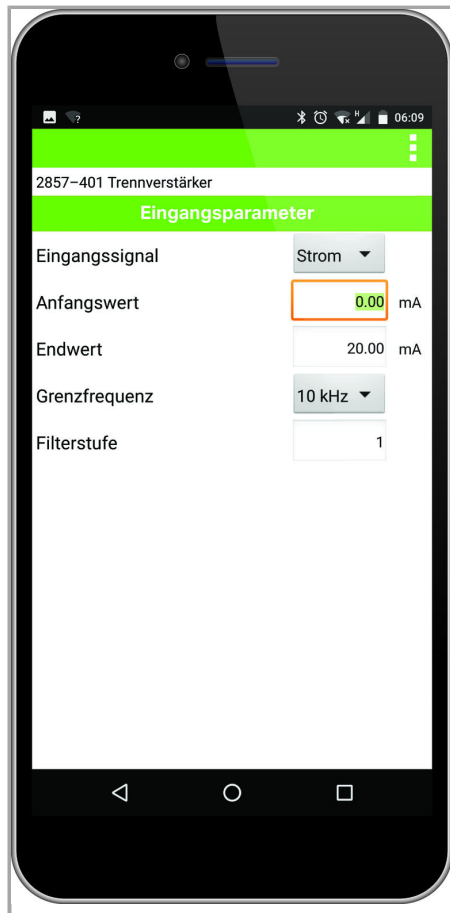 ? H 06:09
2857–401 Trennverstärker
Eingangsparameter
Eingangssignal Strom
Anfangswert 0.00 mA
Endwert 20.00 mA
Grenzfrequenz 10 kHz
Filterstufe 1